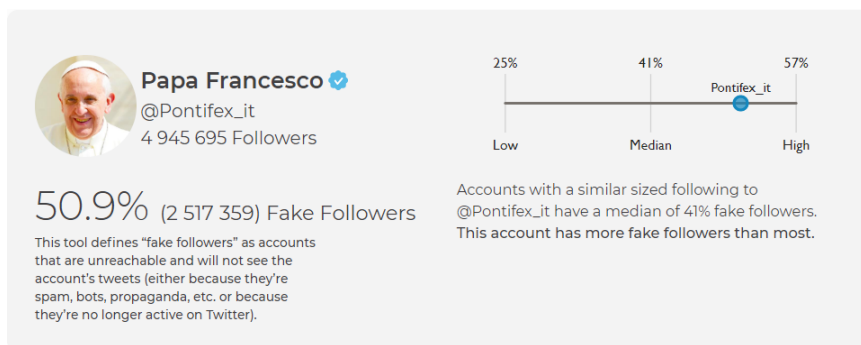 Papa Francesco
@Pontifex_it
4 945 695 Followers
50.9% (2 517 359) Fake Followers
This tool defines “fake followers” as accounts
that are unreachable and will not see the
account’s tweets (either because they’re
spam, bots, propaganda, etc. or because
they’re no longer active on Twitter).
25% 41% 57%
Pontifex_it
Low Median High
Accounts with a similar sized following to
@Pontifex_it have a median of 41% fake followers.
This account has more fake followers than most.